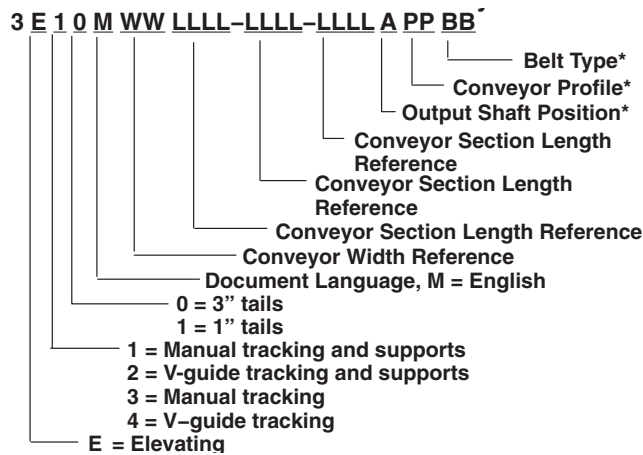 3 E 1 0 M WW LLLL–LLLL–LLLL A PP BB
Belt Type*
Conveyor Profile*
Output Shaft Position*
Conveyor Section Length
Reference
Conveyor Section Length
Reference
Conveyor Section Length Reference
Conveyor Width Reference
Document Language, M = English
0 = 3” tails
1 = 1” tails
1 = Manual tracking and supports
2 = V-guide tracking and supports
3 = Manual tracking
4 = V–guide tracking
E = Elevating